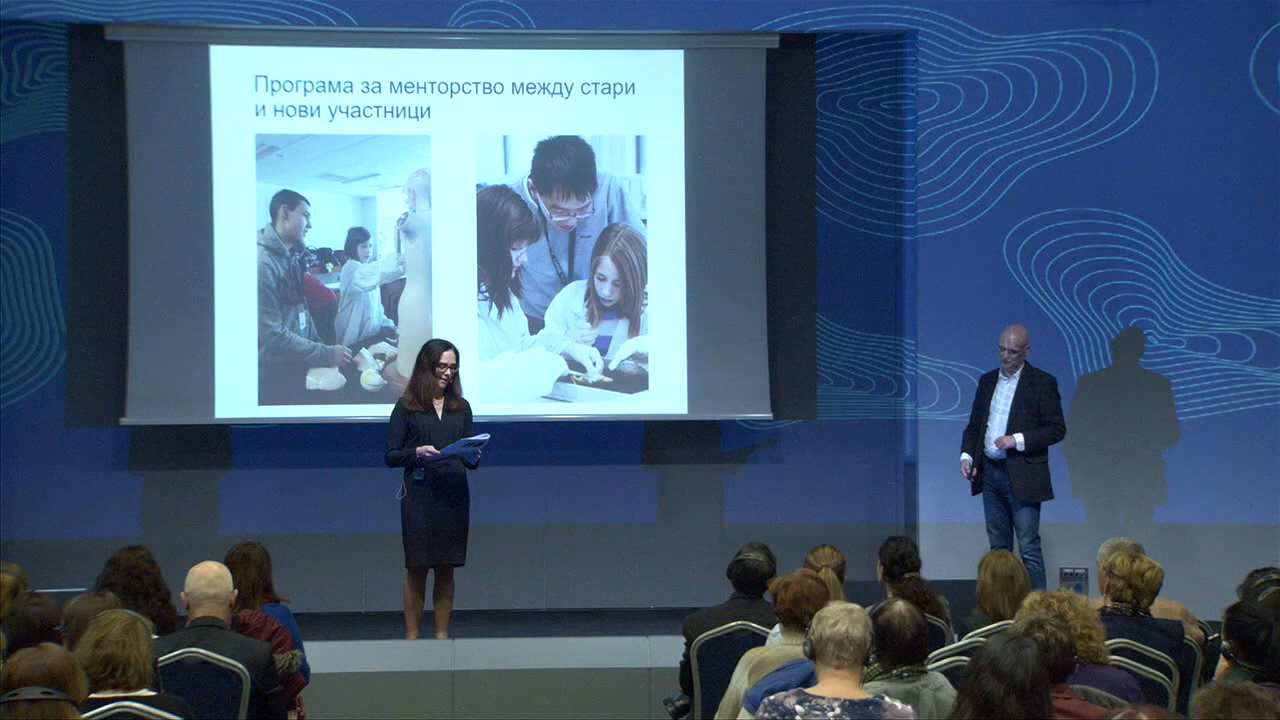 Програма за менторство между стари
и нови участници